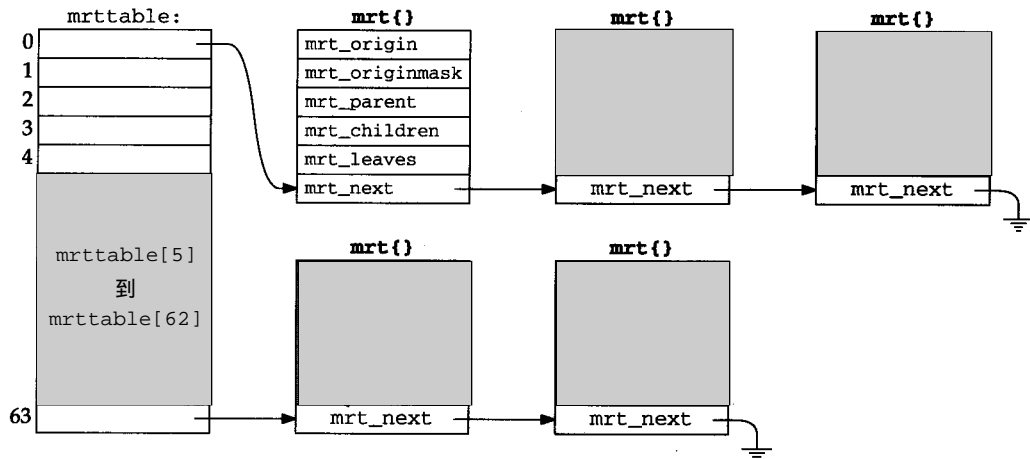 mrttable:
mrt{}
mrt{}
mrt{}
0
mrt_origin
1
mrt_originmask
2
mrt_parent
3
mrt_children
4
mrt_leaves
mrt_next
mrt_next
mrt_next
mrt{}
mrt{}
mrttable[5]
到
mrttable[62]
63
mrt_next
mrt_next